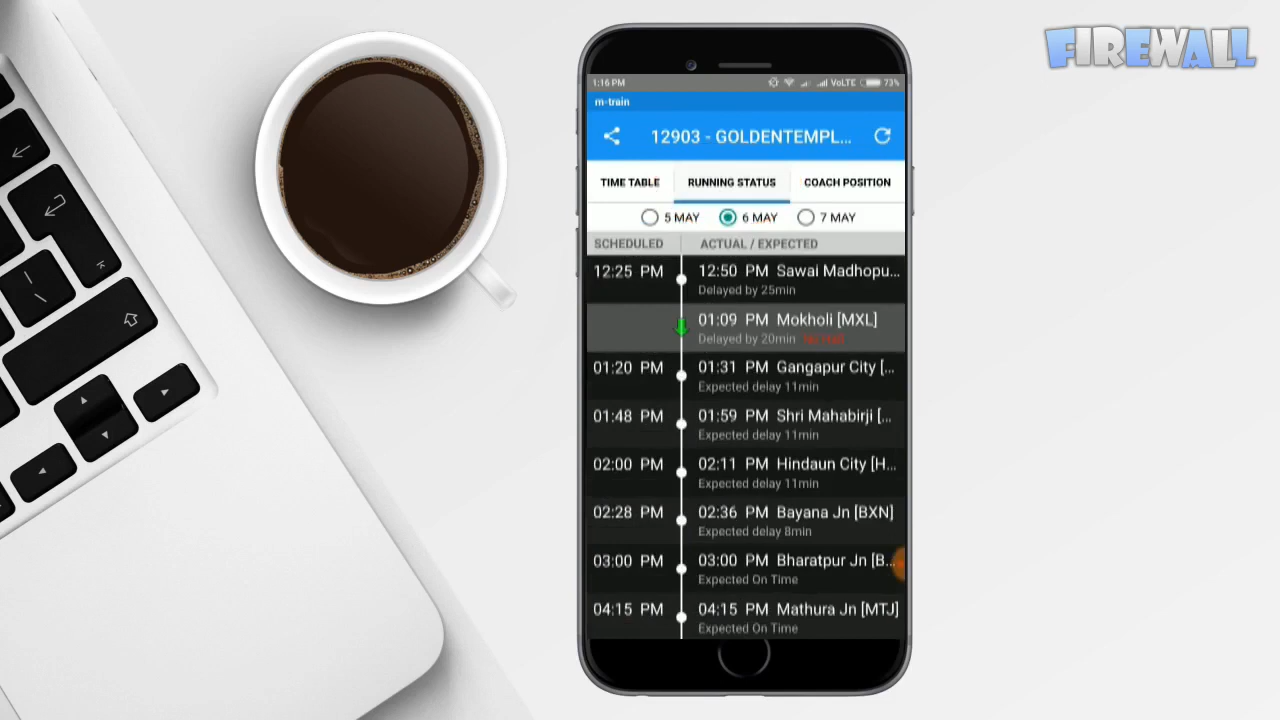 FIREWALL
1:16 PM VoLTE 73%
m-train
12903 - GOLDENTEMPL...
TIME TABLE RUNNING STATUS COACH POSITION
5 MAY 6 MAY 7 MAY
SCHEDULED ACTUAL / EXPECTED
12:25 PM 12:50 PM Sawai Madhopu...
Delayed by 25min
01:09 PM Mokholi [MXL]
Delayed by 20min No Halt
01:20 PM 01:31 PM Gangapur City [...
Expected delay 11min
01:48 PM 01:59 PM Shri Mahabirji [...
Expected delay 11min
02:00 PM 02:11 PM Hindaun City [H...
Expected delay 11min
02:28 PM 02:36 PM Bayana Jn [BXN]
Expected delay 8min
03:00 PM 03:00 PM Bharatpur Jn [B...
Expected On Time
04:15 PM 04:15 PM Mathura Jn [MTJ]
Expected On Time